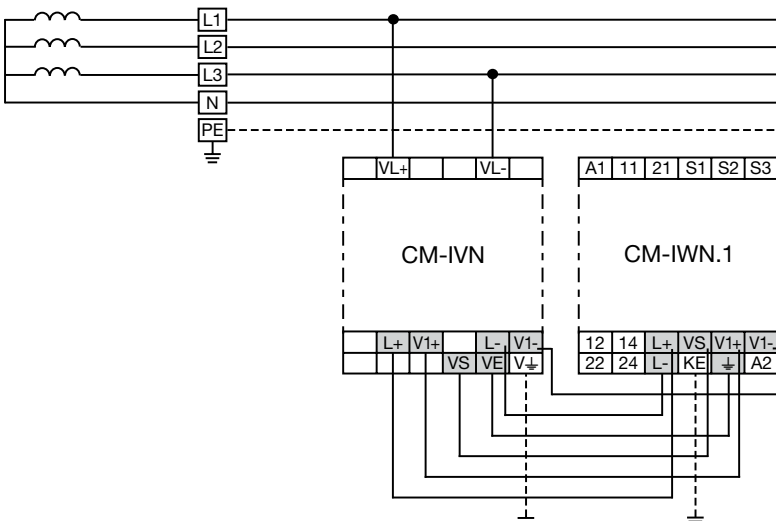 L1
L2
L3
N
PE
VL+ VL-
A1 11 21 S1 S2 S3
CM-IVN
CM-IWN.1
L+ V1+ L- V1-
12 14 L+ VS V1+ V1-
VS VE V⏚
22 24 L- KE ⏚ A2